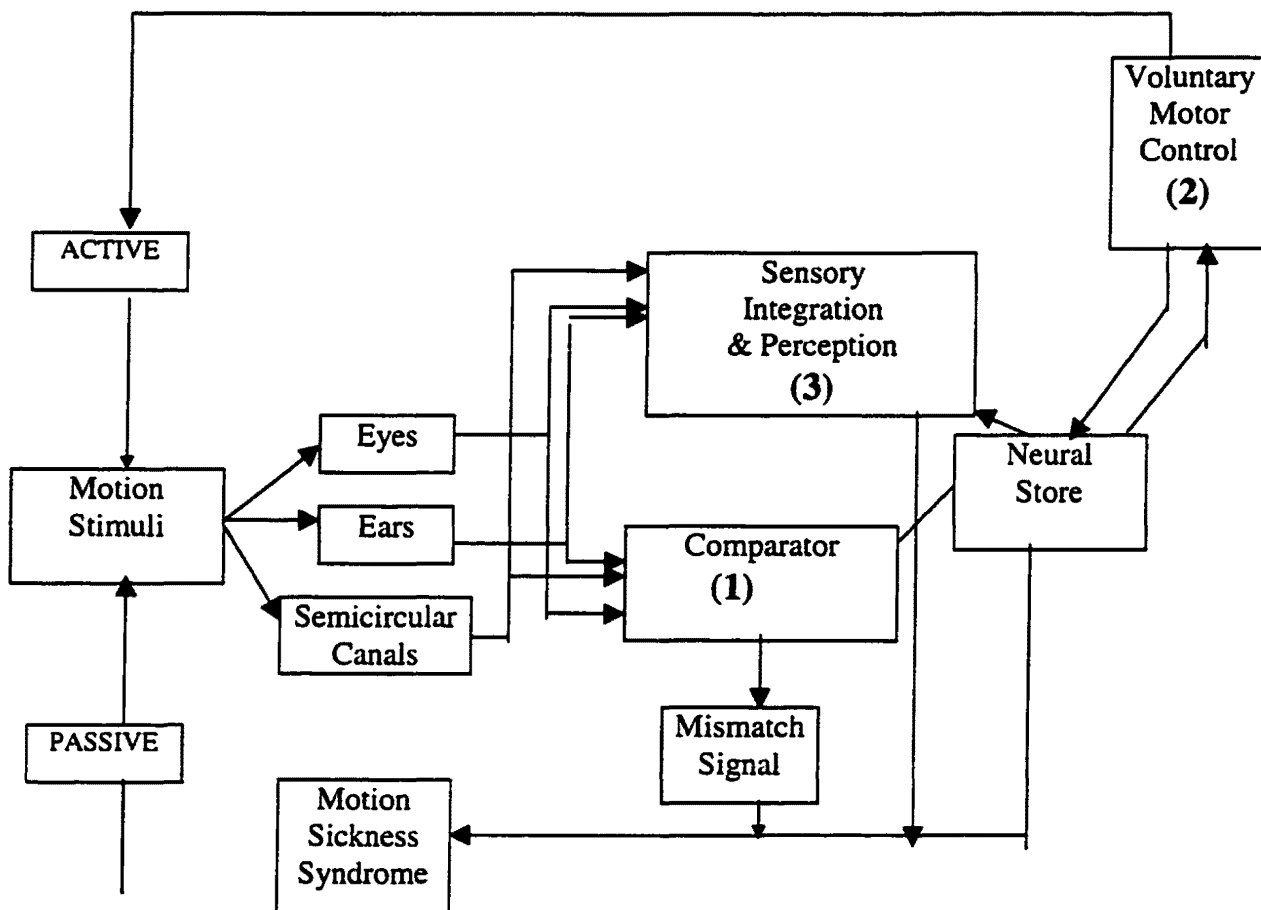 Voluntary
Motor
Control
(2)
ACTIVE
Sensory
Integration
& Perception
(3)
Eyes
Neural
Store
Motion
Stimuli
Ears
Comparator
(1)
Semicircular
Canals
PASSIVE
Mismatch
Signal
Motion
Sickness
Syndrome